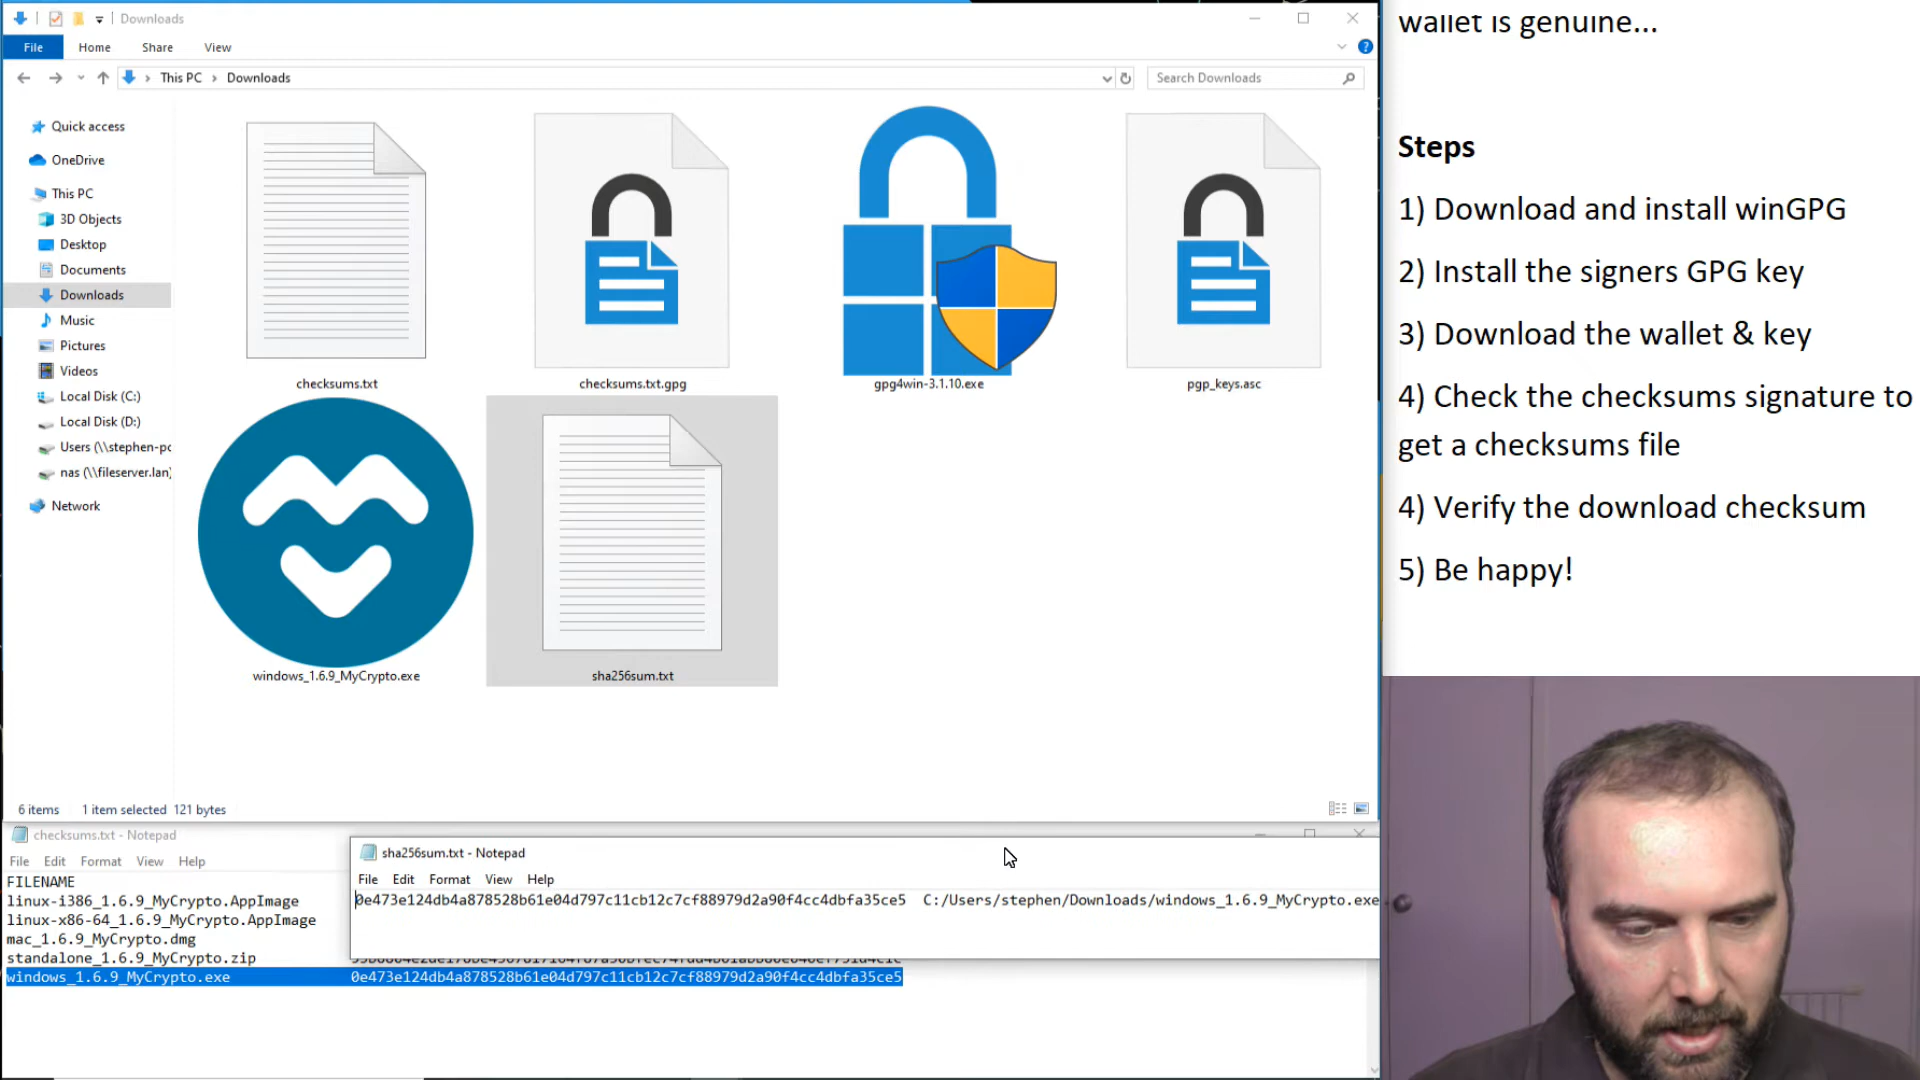 Downloads
File Home Share View
This PC > Downloads
Search Downloads
Quick access
OneDrive
This PC
3D Objects
Desktop
Documents
Downloads
Music
Pictures
Videos
Local Disk (C:)
Local Disk (D:)
Users (\\stephen-pc
nas (\\fileserver.lan)
Network
checksums.txt
checksums.txt.gpg
gpg4win-3.1.10.exe
pgp_keys.asc
windows_1.6.9_MyCrypto.exe
sha256sum.txt
6 items 1 item selected 121 bytes
checksums.txt - Notepad
File Edit Format View Help
FILENAME
linux-i386_1.6.9_MyCrypto.AppImage
linux-x86-64_1.6.9_MyCrypto.AppImage
mac_1.6.9_MyCrypto.dmg
standalone_1.6.9_MyCrypto.zip
windows_1.6.9_MyCrypto.exe 0e473e124db4a878528b61e04d797c11cb12c7cf88979d2a90f4cc4dbfa35ce5
sha256sum.txt - Notepad
File Edit Format View Help
0e473e124db4a878528b61e04d797c11cb12c7cf88979d2a90f4cc4dbfa35ce5 C:/Users/stephen/Downloads/windows_1.6.9_MyCrypto.exe
wallet is genuine...
Steps
1) Download and install winGPG
2) Install the signers GPG key
3) Download the wallet & key
4) Check the checksums signature to
get a checksums file
4) Verify the download checksum
5) Be happy!